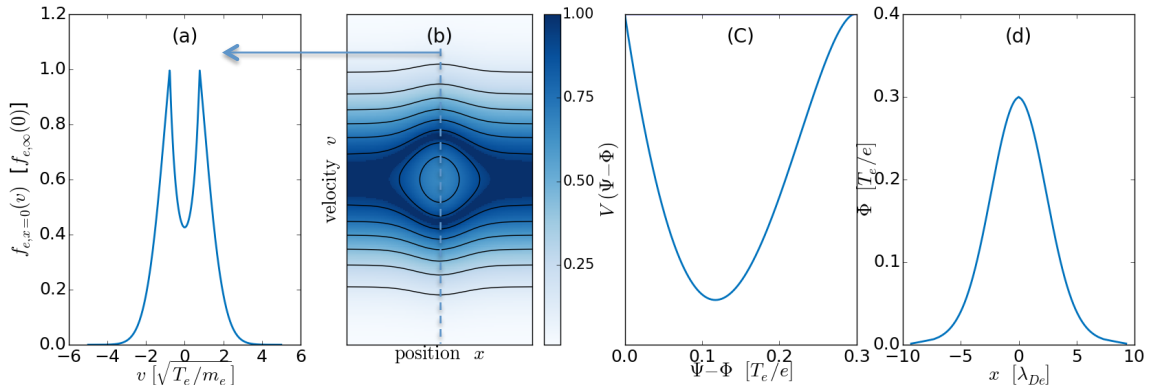 (a)
1.2
1.0
0.8
0.6
0.4
0.2
0.0
−6 −4 −2 0 2 4 6
v [√T_e/m_e]
f_{e,x=0}(v) [f_{e,∞}(0)]
(b)
velocity v
position x
1.00
0.75
0.50
0.25
(C)
V(Ψ−Φ)
0.0 0.1 0.2 0.3
Ψ−Φ [T_e/e]
(d)
0.4
0.3
0.2
0.1
0.0
Φ [T_e/e]
−10 −5 0 5 10
x [λ_{De}]